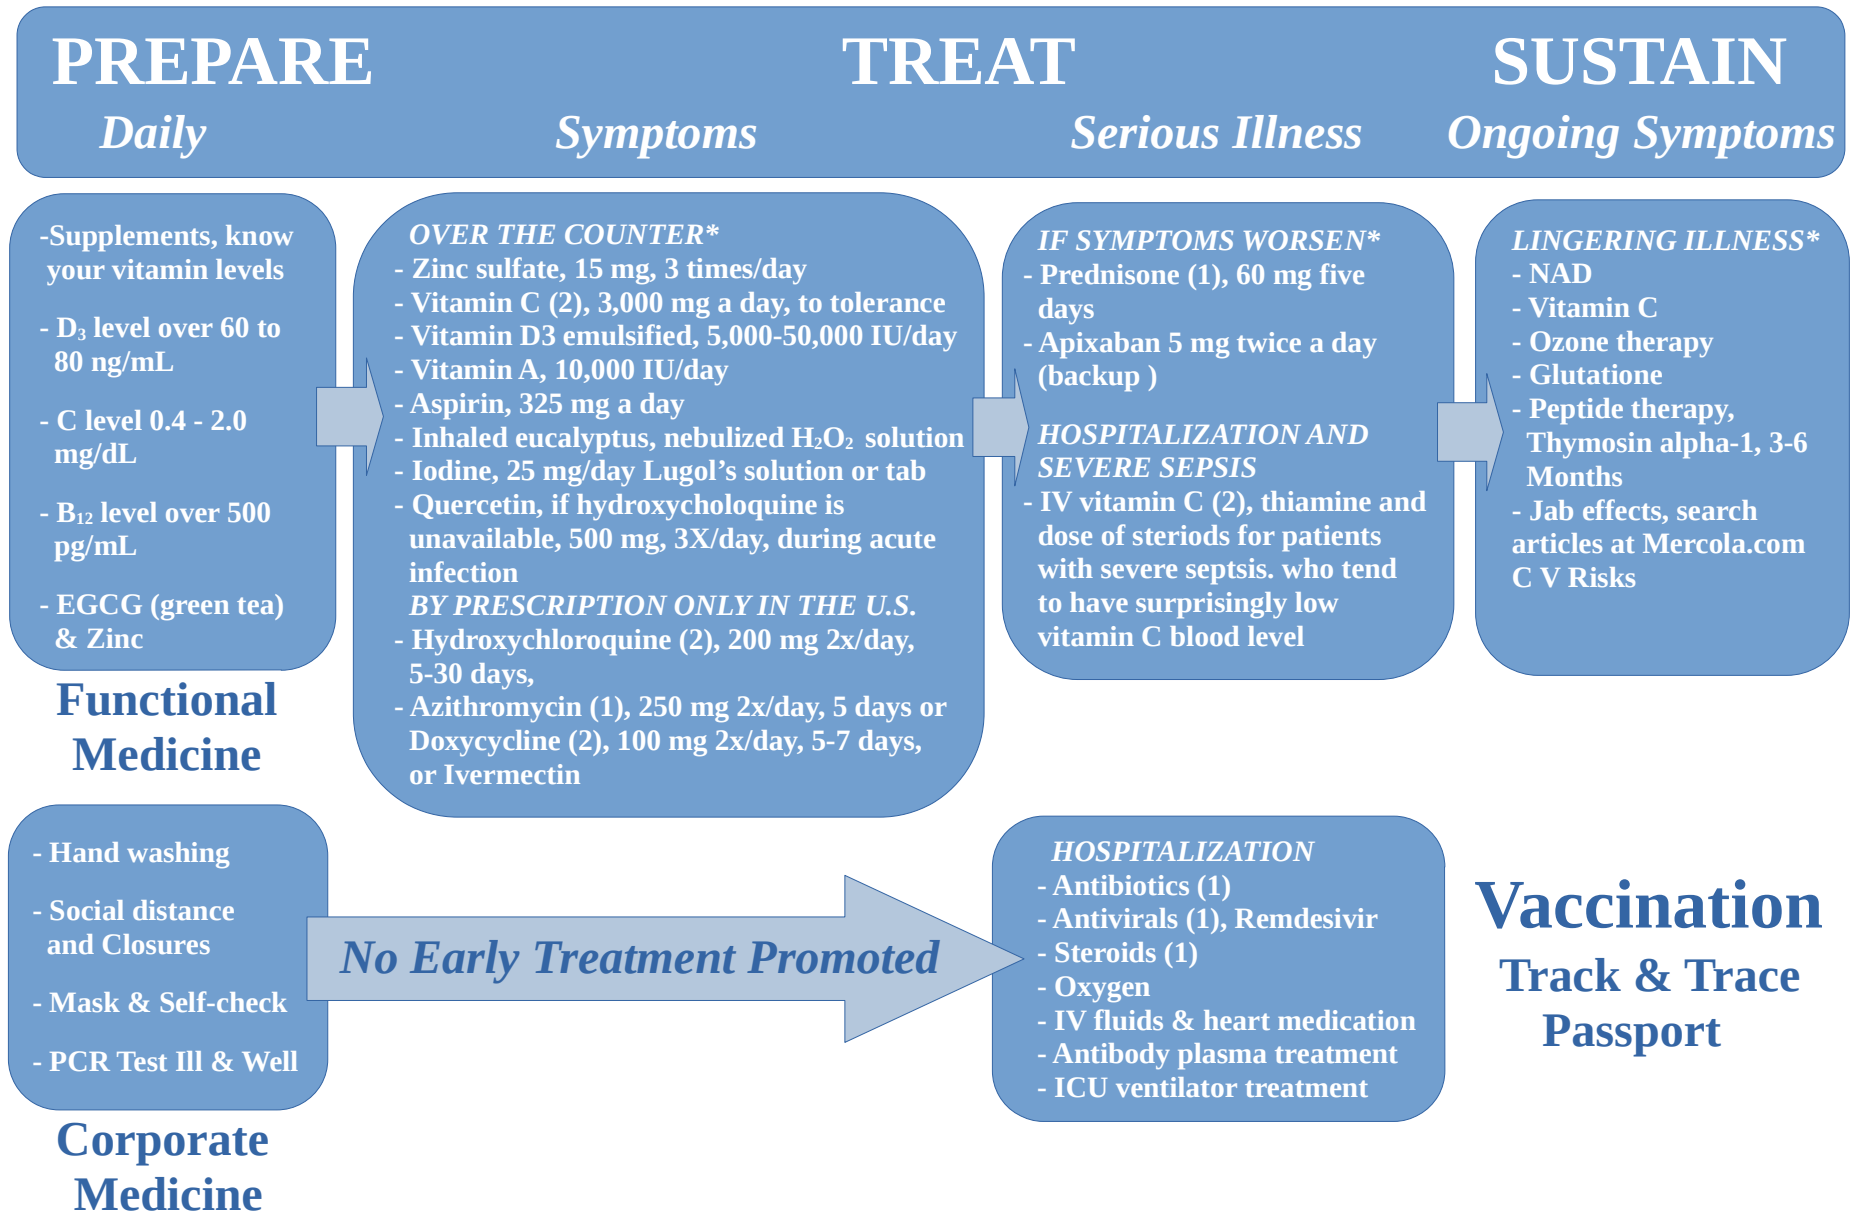 PREPARE
TREAT
SUSTAIN
Daily
Symptoms
Serious Illness
Ongoing Symptoms
-Supplements, know
your vitamin levels
- D₃ level over 60 to
80 ng/mL
- C level 0.4 - 2.0
mg/dL
- B₁₂ level over 500
pg/mL
- EGCG (green tea)
& Zinc
Functional
Medicine
OVER THE COUNTER*
- Zinc sulfate, 15 mg, 3 times/day
- Vitamin C (2), 3,000 mg a day, to tolerance
- Vitamin D3 emulsified, 5,000-50,000 IU/day
- Vitamin A, 10,000 IU/day
- Aspirin, 325 mg a day
- Inhaled eucalyptus, nebulized H₂O₂ solution
- Iodine, 25 mg/day Lugol’s solution or tab
- Quercetin, if hydroxycholoquine is
unavailable, 500 mg, 3X/day, during acute
infection
BY PRESCRIPTION ONLY IN THE U.S.
- Hydroxychloroquine (2), 200 mg 2x/day,
5-30 days,
- Azithromycin (1), 250 mg 2x/day, 5 days or
Doxycycline (2), 100 mg 2x/day, 5-7 days,
or Ivermectin
IF SYMPTOMS WORSEN*
- Prednisone (1), 60 mg five
days
- Apixaban 5 mg twice a day
(backup )
HOSPITALIZATION AND
SEVERE SEPSIS
- IV vitamin C (2), thiamine and
dose of steriods for patients
with severe septsis. who tend
to have surprisingly low
vitamin C blood level
LINGERING ILLNESS*
- NAD
- Vitamin C
- Ozone therapy
- Glutatione
- Peptide therapy,
Thymosin alpha-1, 3-6
Months
- Jab effects, search
articles at Mercola.com
C V Risks
- Hand washing
- Social distance
and Closures
- Mask & Self-check
- PCR Test Ill & Well
Corporate
Medicine
No Early Treatment Promoted
HOSPITALIZATION
- Antibiotics (1)
- Antivirals (1), Remdesivir
- Steroids (1)
- Oxygen
- IV fluids & heart medication
- Antibody plasma treatment
- ICU ventilator treatment
Vaccination
Track & Trace
Passport